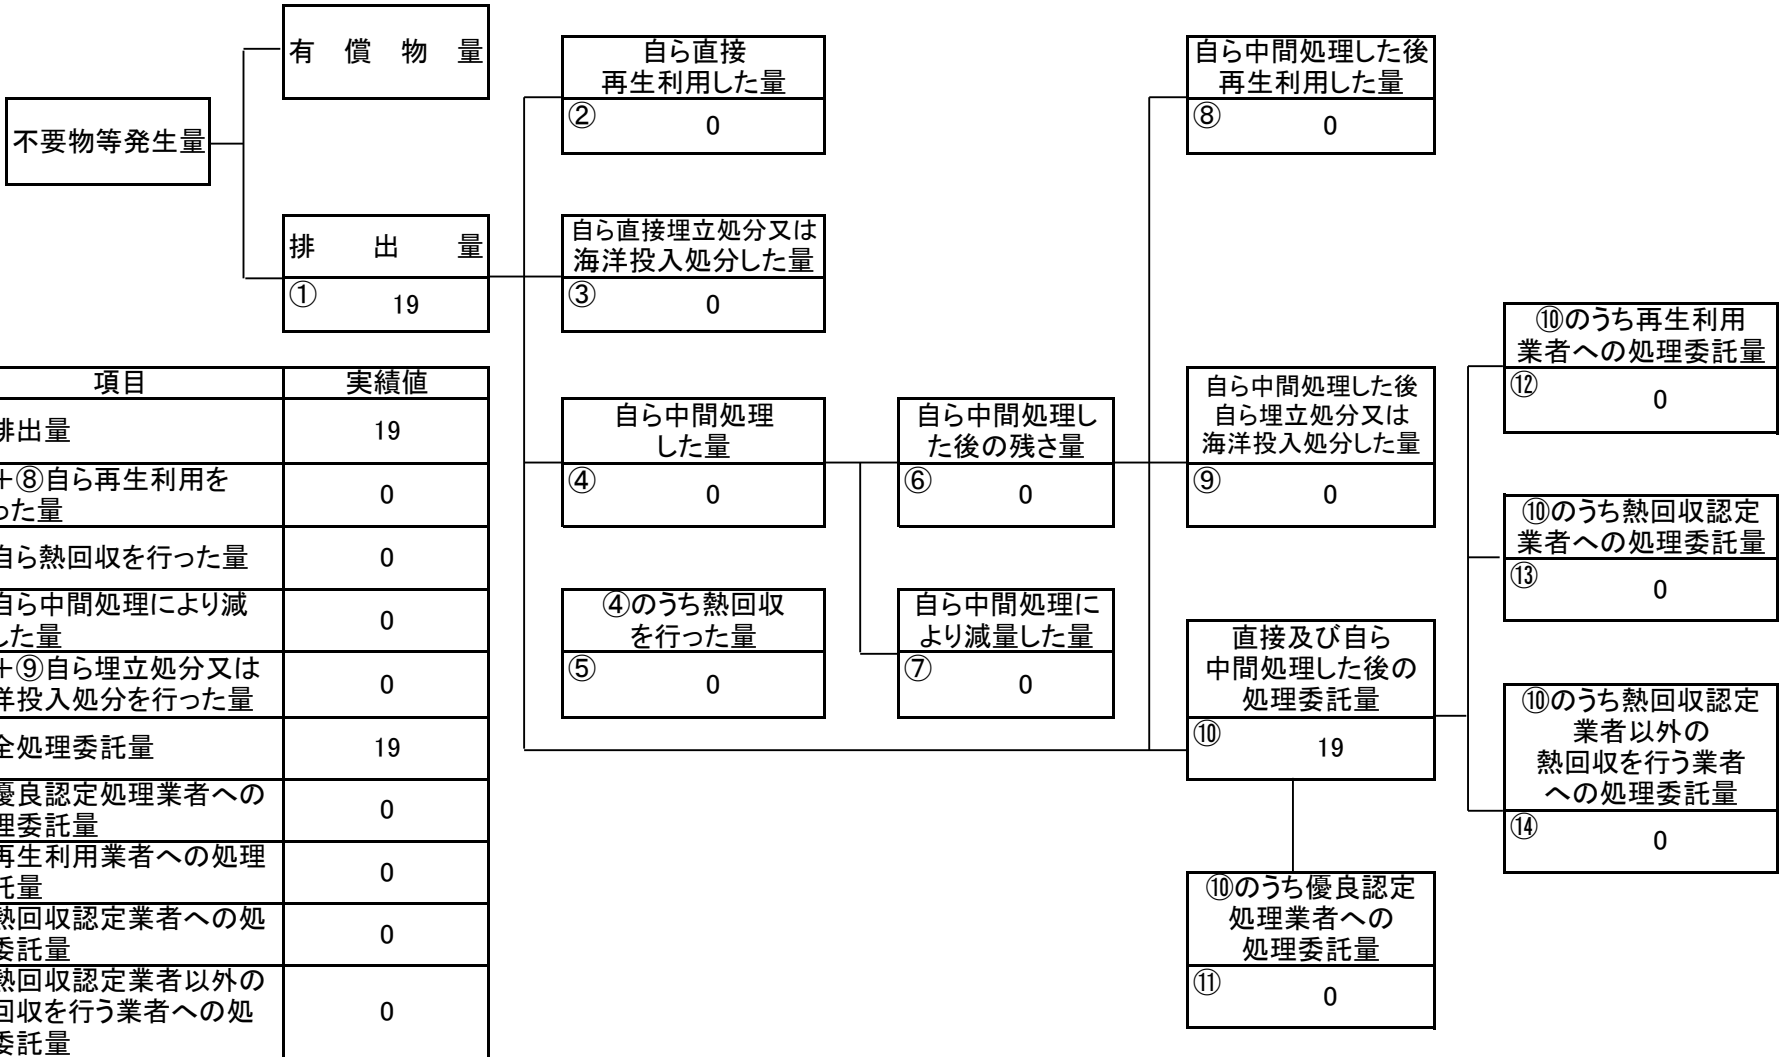 有償物量
不要物等発生量
排出量
① 19
自ら直接
再生利用した量
② 0
自ら直接埋立処分又は
海洋投入処分した量
③ 0
自ら中間処理
した量
④ 0
④のうち熱回収
を行った量
⑤ 0
自ら中間処理し
た後の残さ量
⑥ 0
自ら中間処理に
より減量した量
⑦ 0
自ら中間処理した後
再生利用した量
⑧ 0
自ら中間処理した後
自ら埋立処分又は
海洋投入処分した量
⑨ 0
直接及び自ら
中間処理した後の
処理委託量
⑩ 19
⑩のうち優良認定
処理業者への
処理委託量
⑪ 0
⑩のうち再生利用
業者への処理委託量
⑫ 0
⑩のうち熱回収認定
業者への処理委託量
⑬ 0
⑩のうち熱回収認定
業者以外の
熱回収を行う業者
への処理委託量
⑭ 0
項目 実績値
排出量 19
+⑧自ら再生利用を
った量 0
自ら熱回収を行った量 0
自ら中間処理により減
した量 0
+⑨自ら埋立処分又は
洋投入処分を行った量 0
全処理委託量 19
優良認定処理業者への
理委託量 0
再生利用業者への処理
託量 0
熱回収認定業者への処
委託量 0
熱回収認定業者以外の
回収を行う業者への処
委託量 0